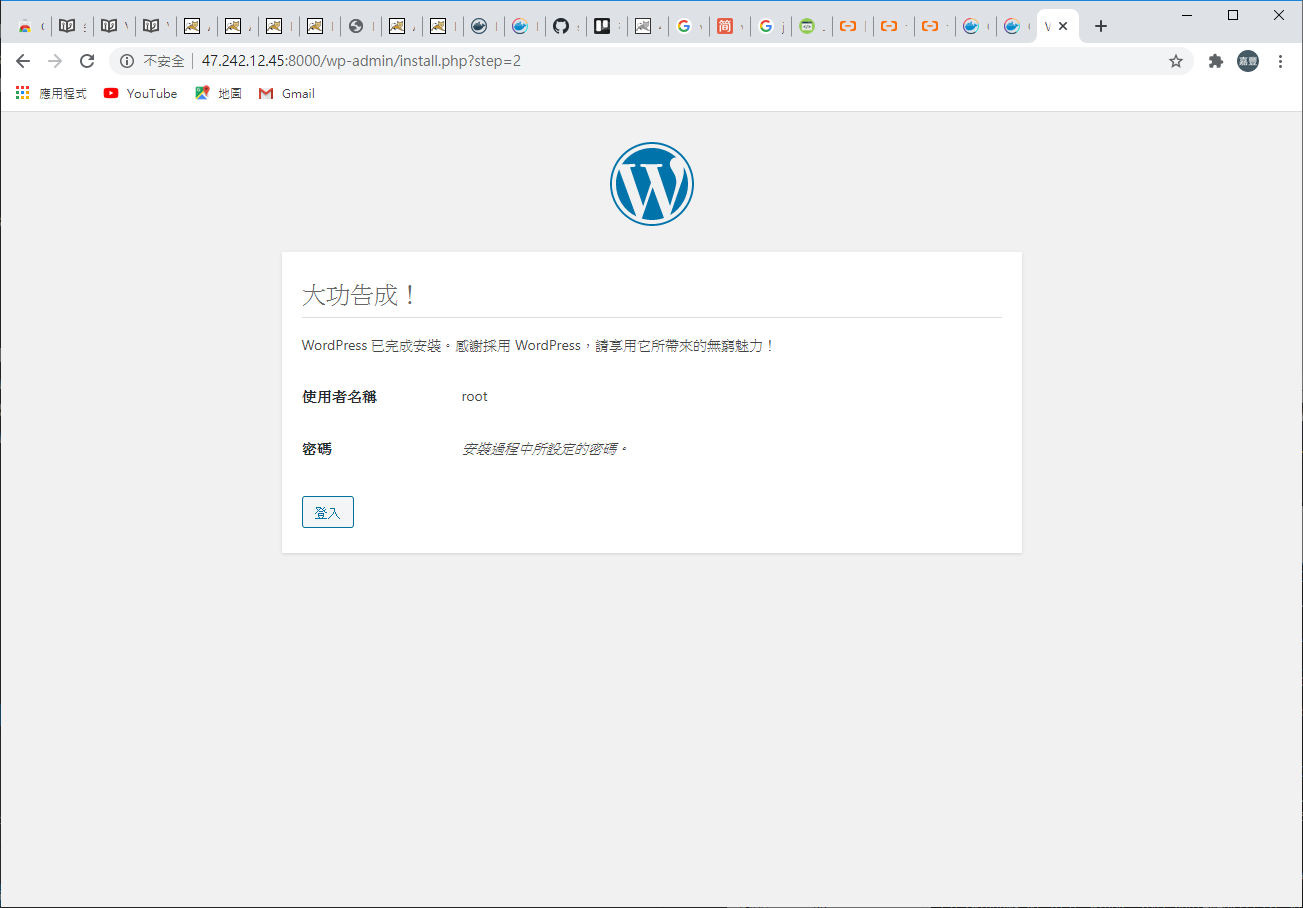 不安全
47.242.12.45:8000/wp-admin/install.php?step=2
嘉豐
應用程式
YouTube
地圖
Gmail
大功告成！
WordPress 已完成安裝。感謝採用 WordPress，請享用它所帶來的無窮魅力！
使用者名稱 root
密碼 安裝過程中所設定的密碼。
登入